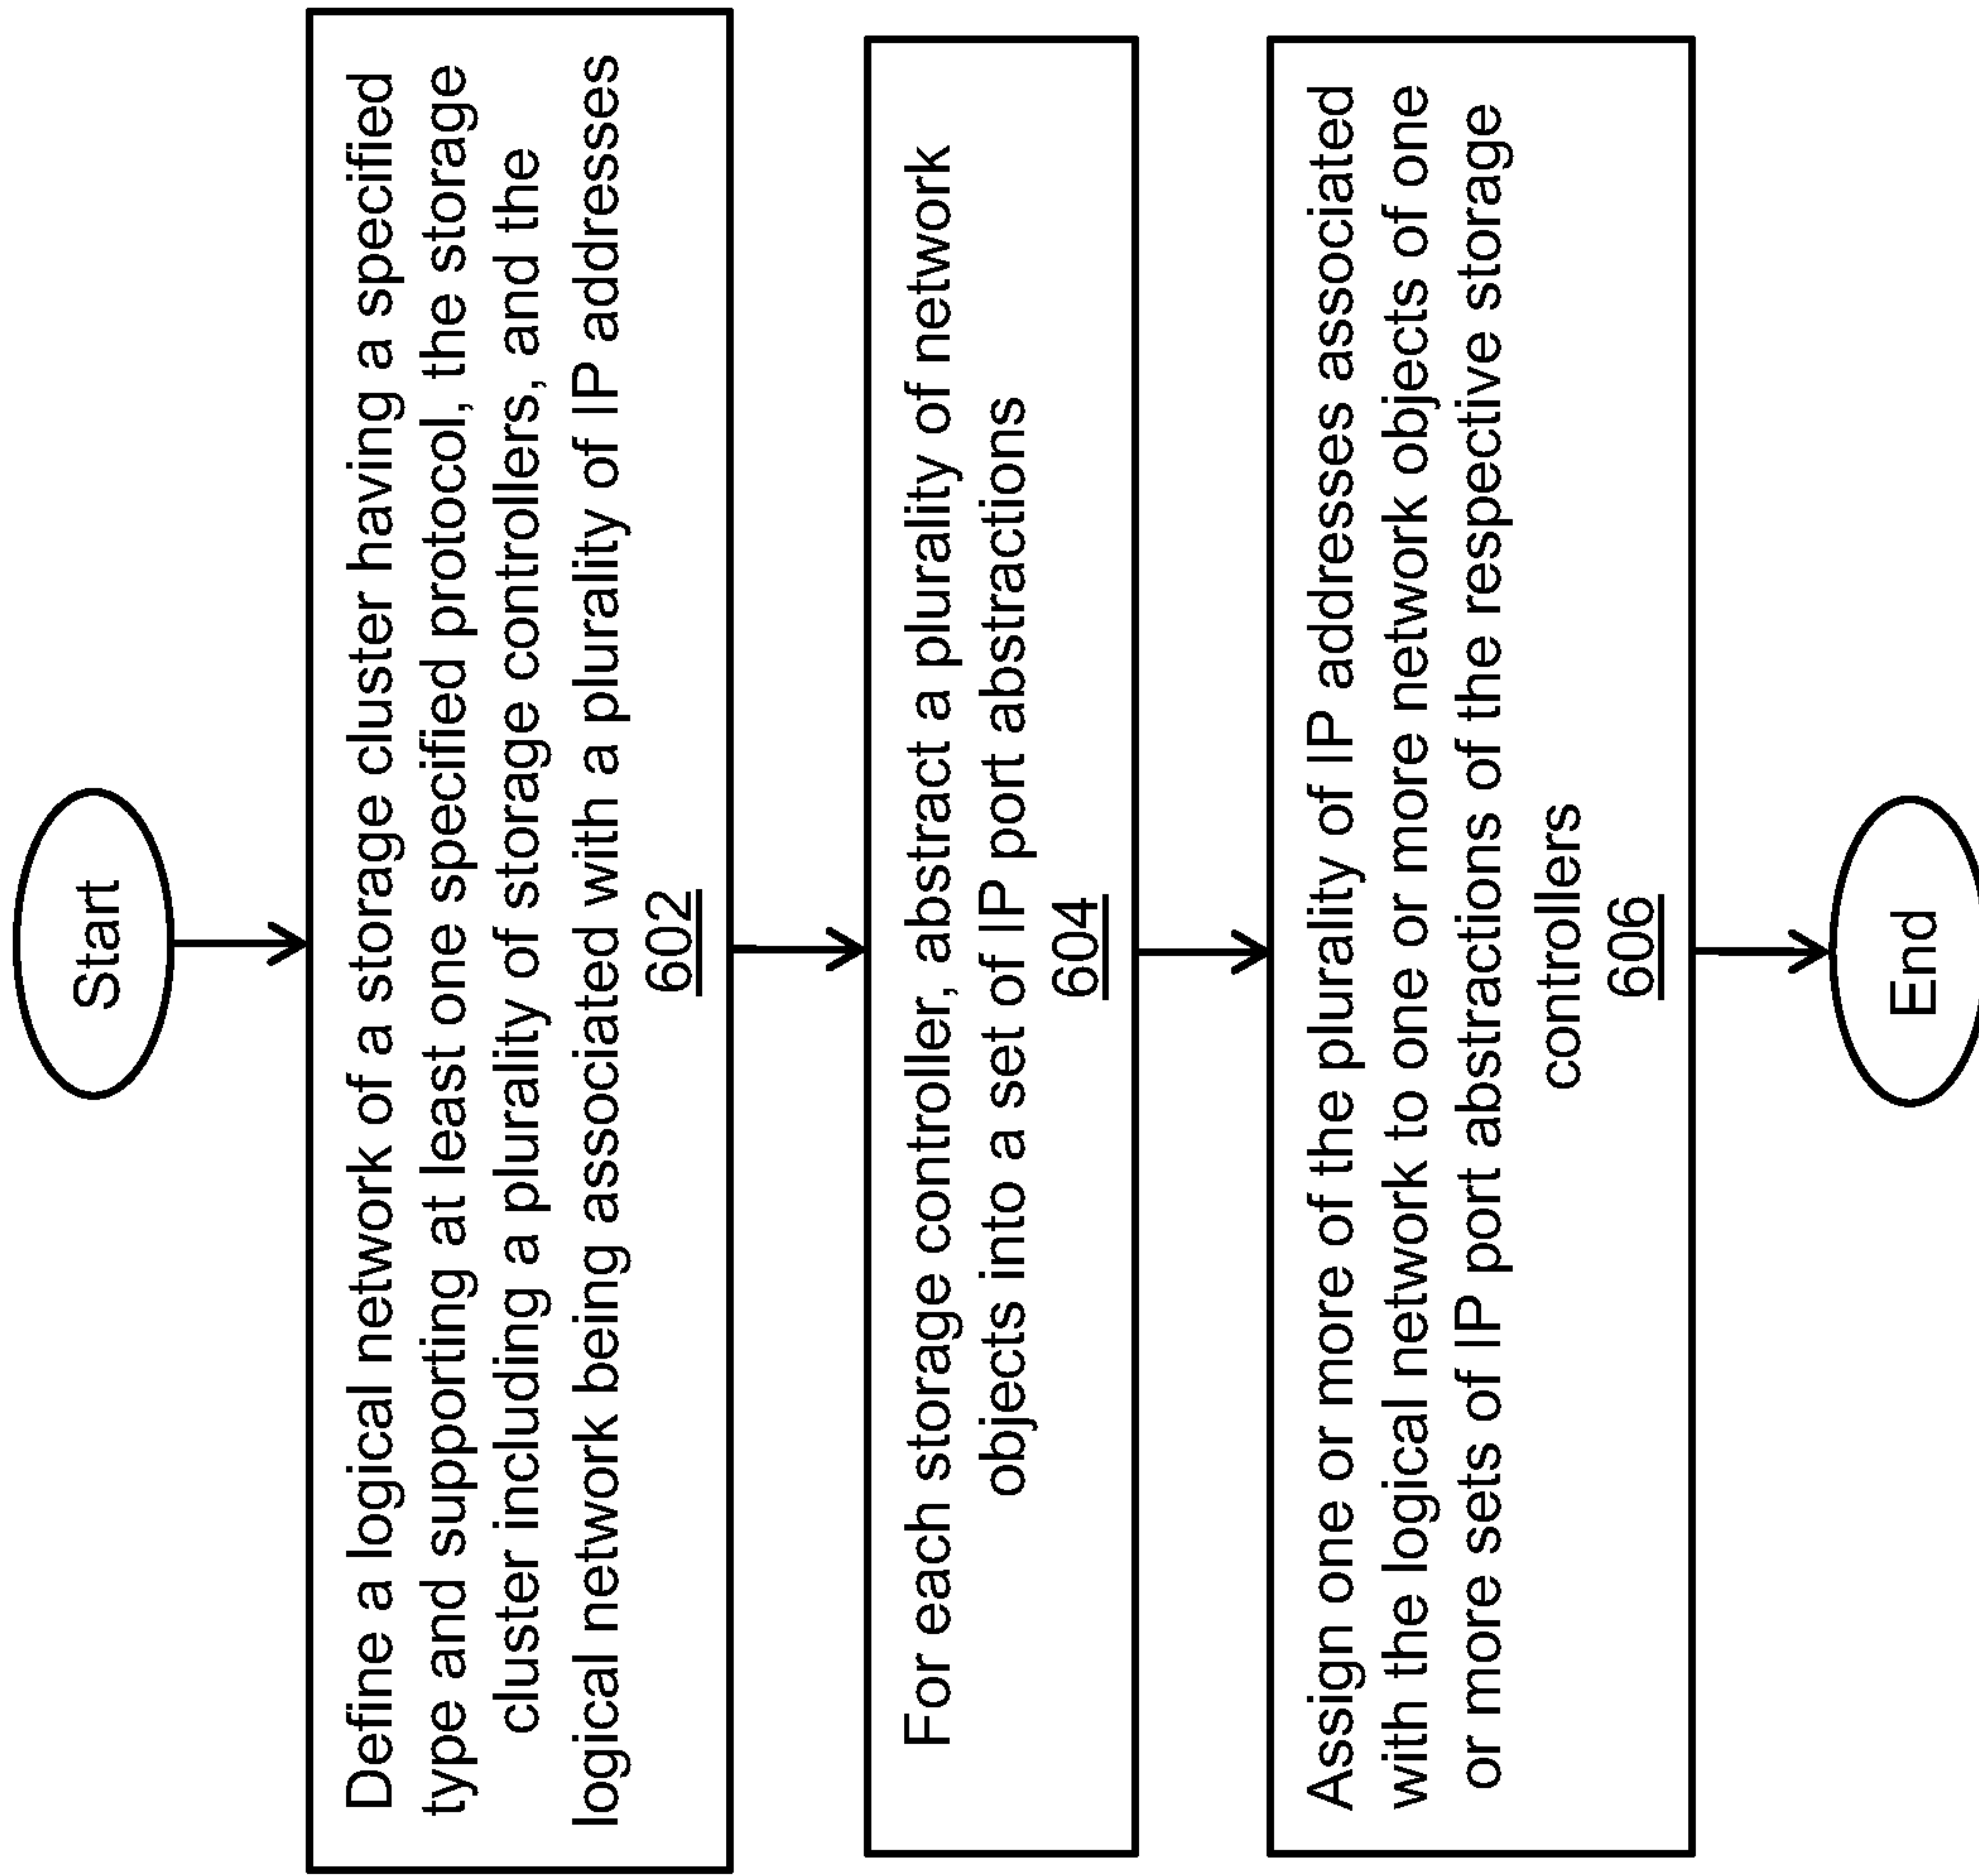 Start
Define a logical network of a storage cluster having a specified
type and supporting at least one specified protocol, the storage
cluster including a plurality of storage controllers, and the
logical network being associated with a plurality of IP addresses
602
For each storage controller, abstract a plurality of network
objects into a set of IP port abstractions
604
Assign one or more of the plurality of IP addresses associated
with the logical network to one or more network objects of one
or more sets of IP port abstractions of the respective storage
controllers
606
End